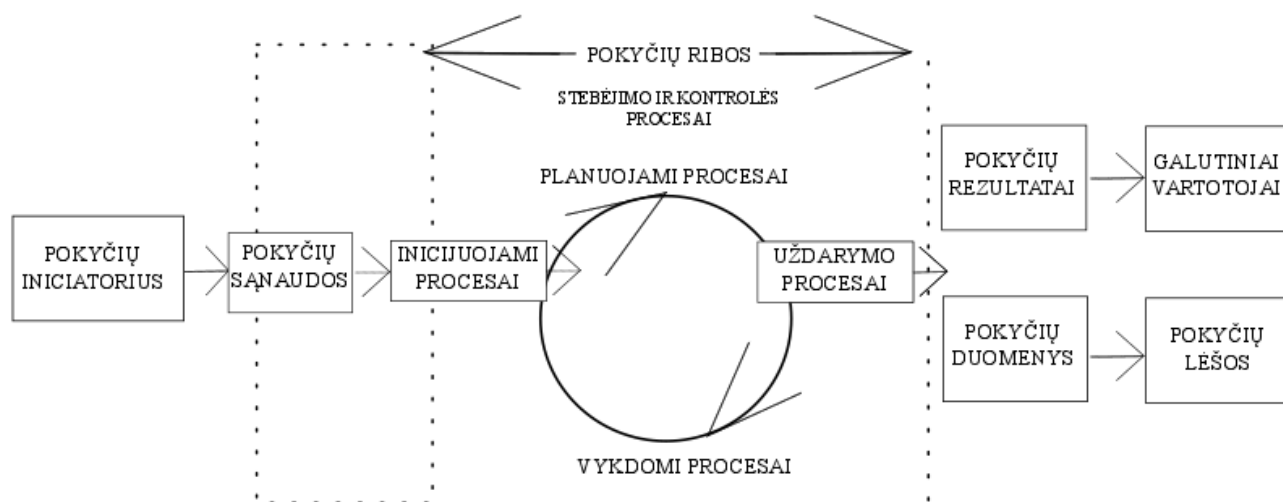 POKYČIŲ RIBOS
STEBĖJIMO IR KONTROLĖS
PROCESAI
PLANUOJAMI PROCESAI
POKYČIŲ
INICIATORIUS
POKYČIŲ
SĄNAUDOS
INICIJUOJAMI
PROCESAI
UŽDARYMO
PROCESAI
POKYČIŲ
REZULTATAI
GALUTINIAI
VARTOTOJAI
POKYČIŲ
DUOMENYS
POKYČIŲ
LĖŠOS
VYKDOMI PROCESAI